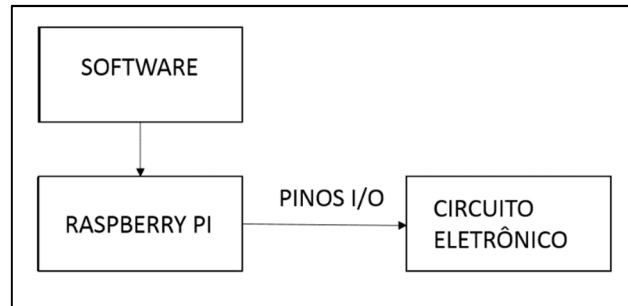 SOFTWARE
RASPBERRY PI
PINOS I/O
CIRCUITO
ELETRÔNICO